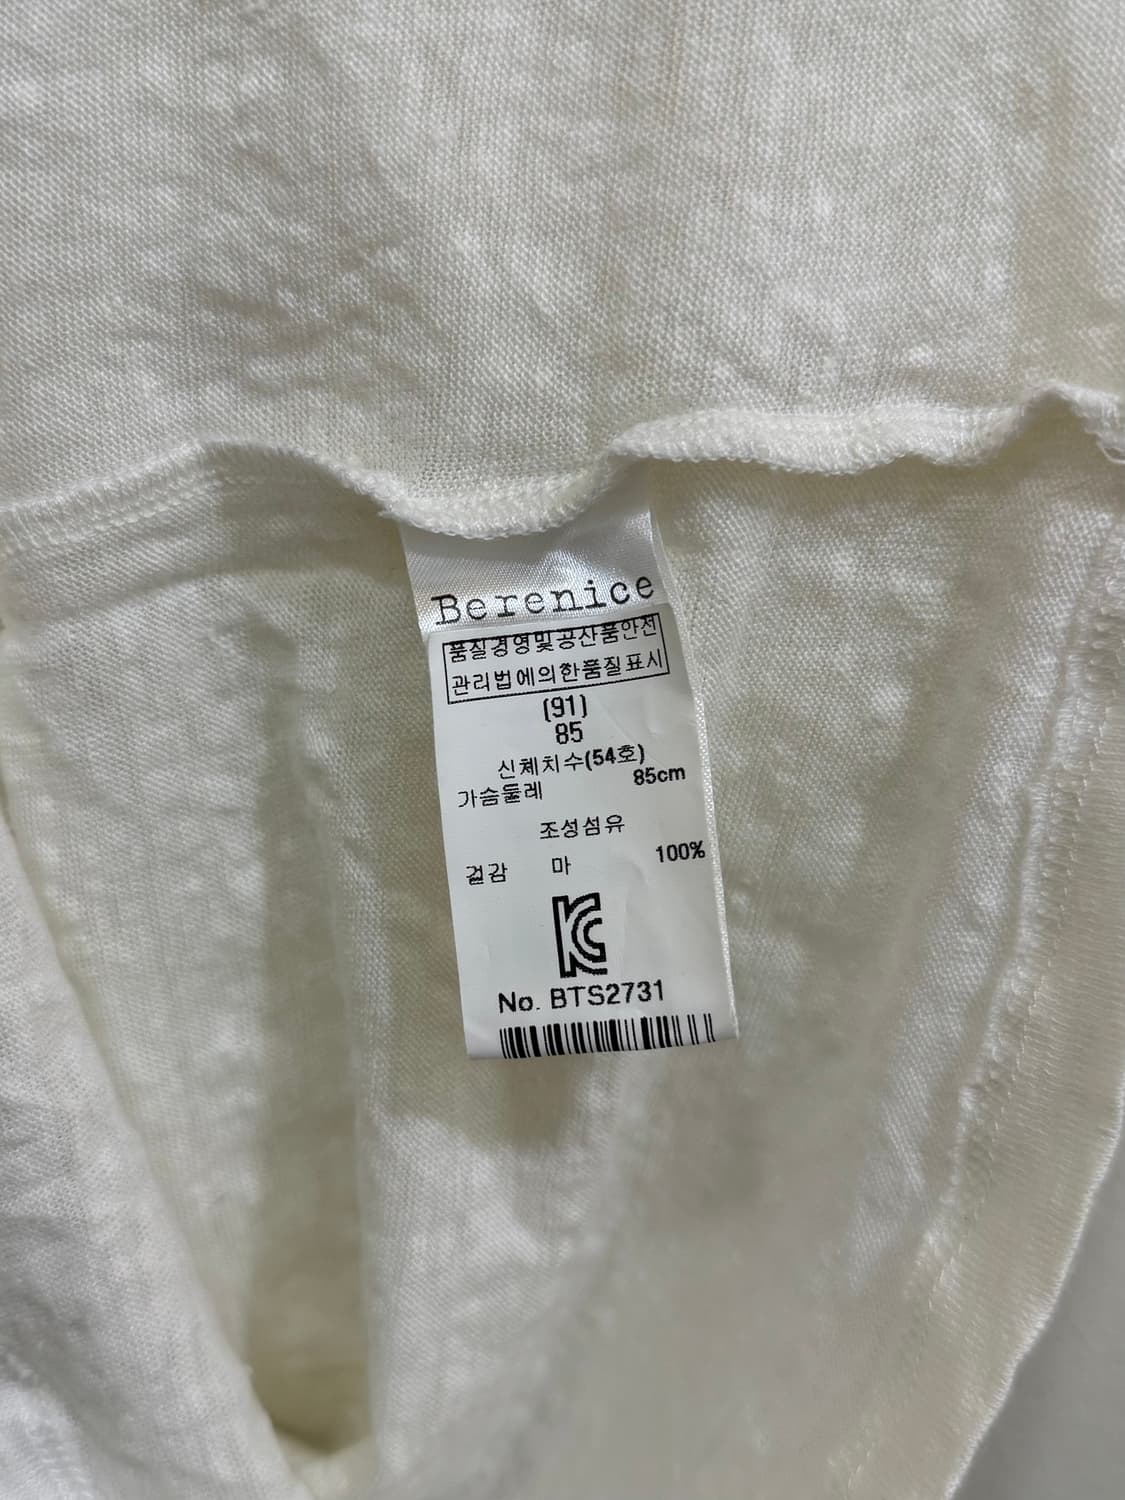 Berenice
품질경영및공산품안전
관리법에의한품질표시
(91)
85
신체치수(54호)
가슴둘레 85cm
조성섬유
겉감 마 100%
KC
No. BTS2731